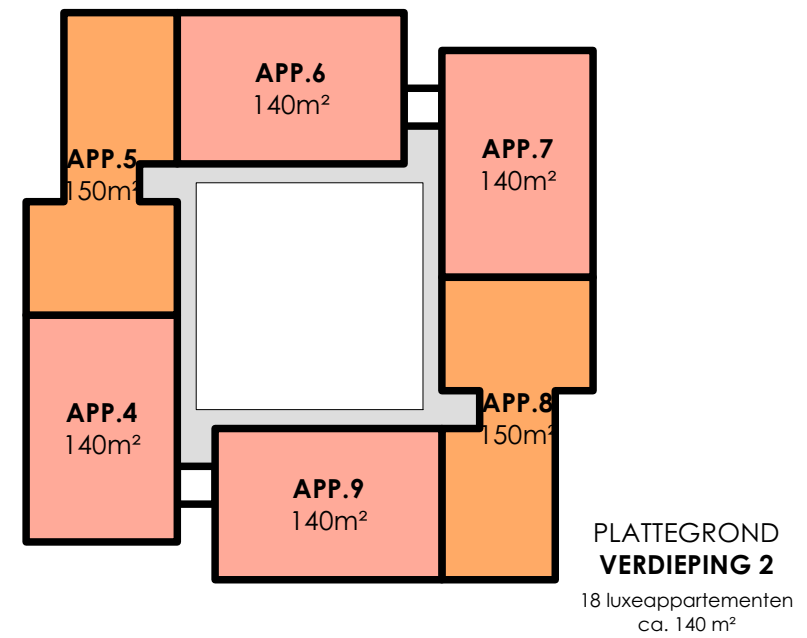 APP.6
140m²
APP.7
140m²
APP.5
150m²
APP.4
140m²
APP.8
150m²
APP.9
140m²
PLATTEGROND
VERDIEPING 2
18 luxeappartementen
ca. 140 m²